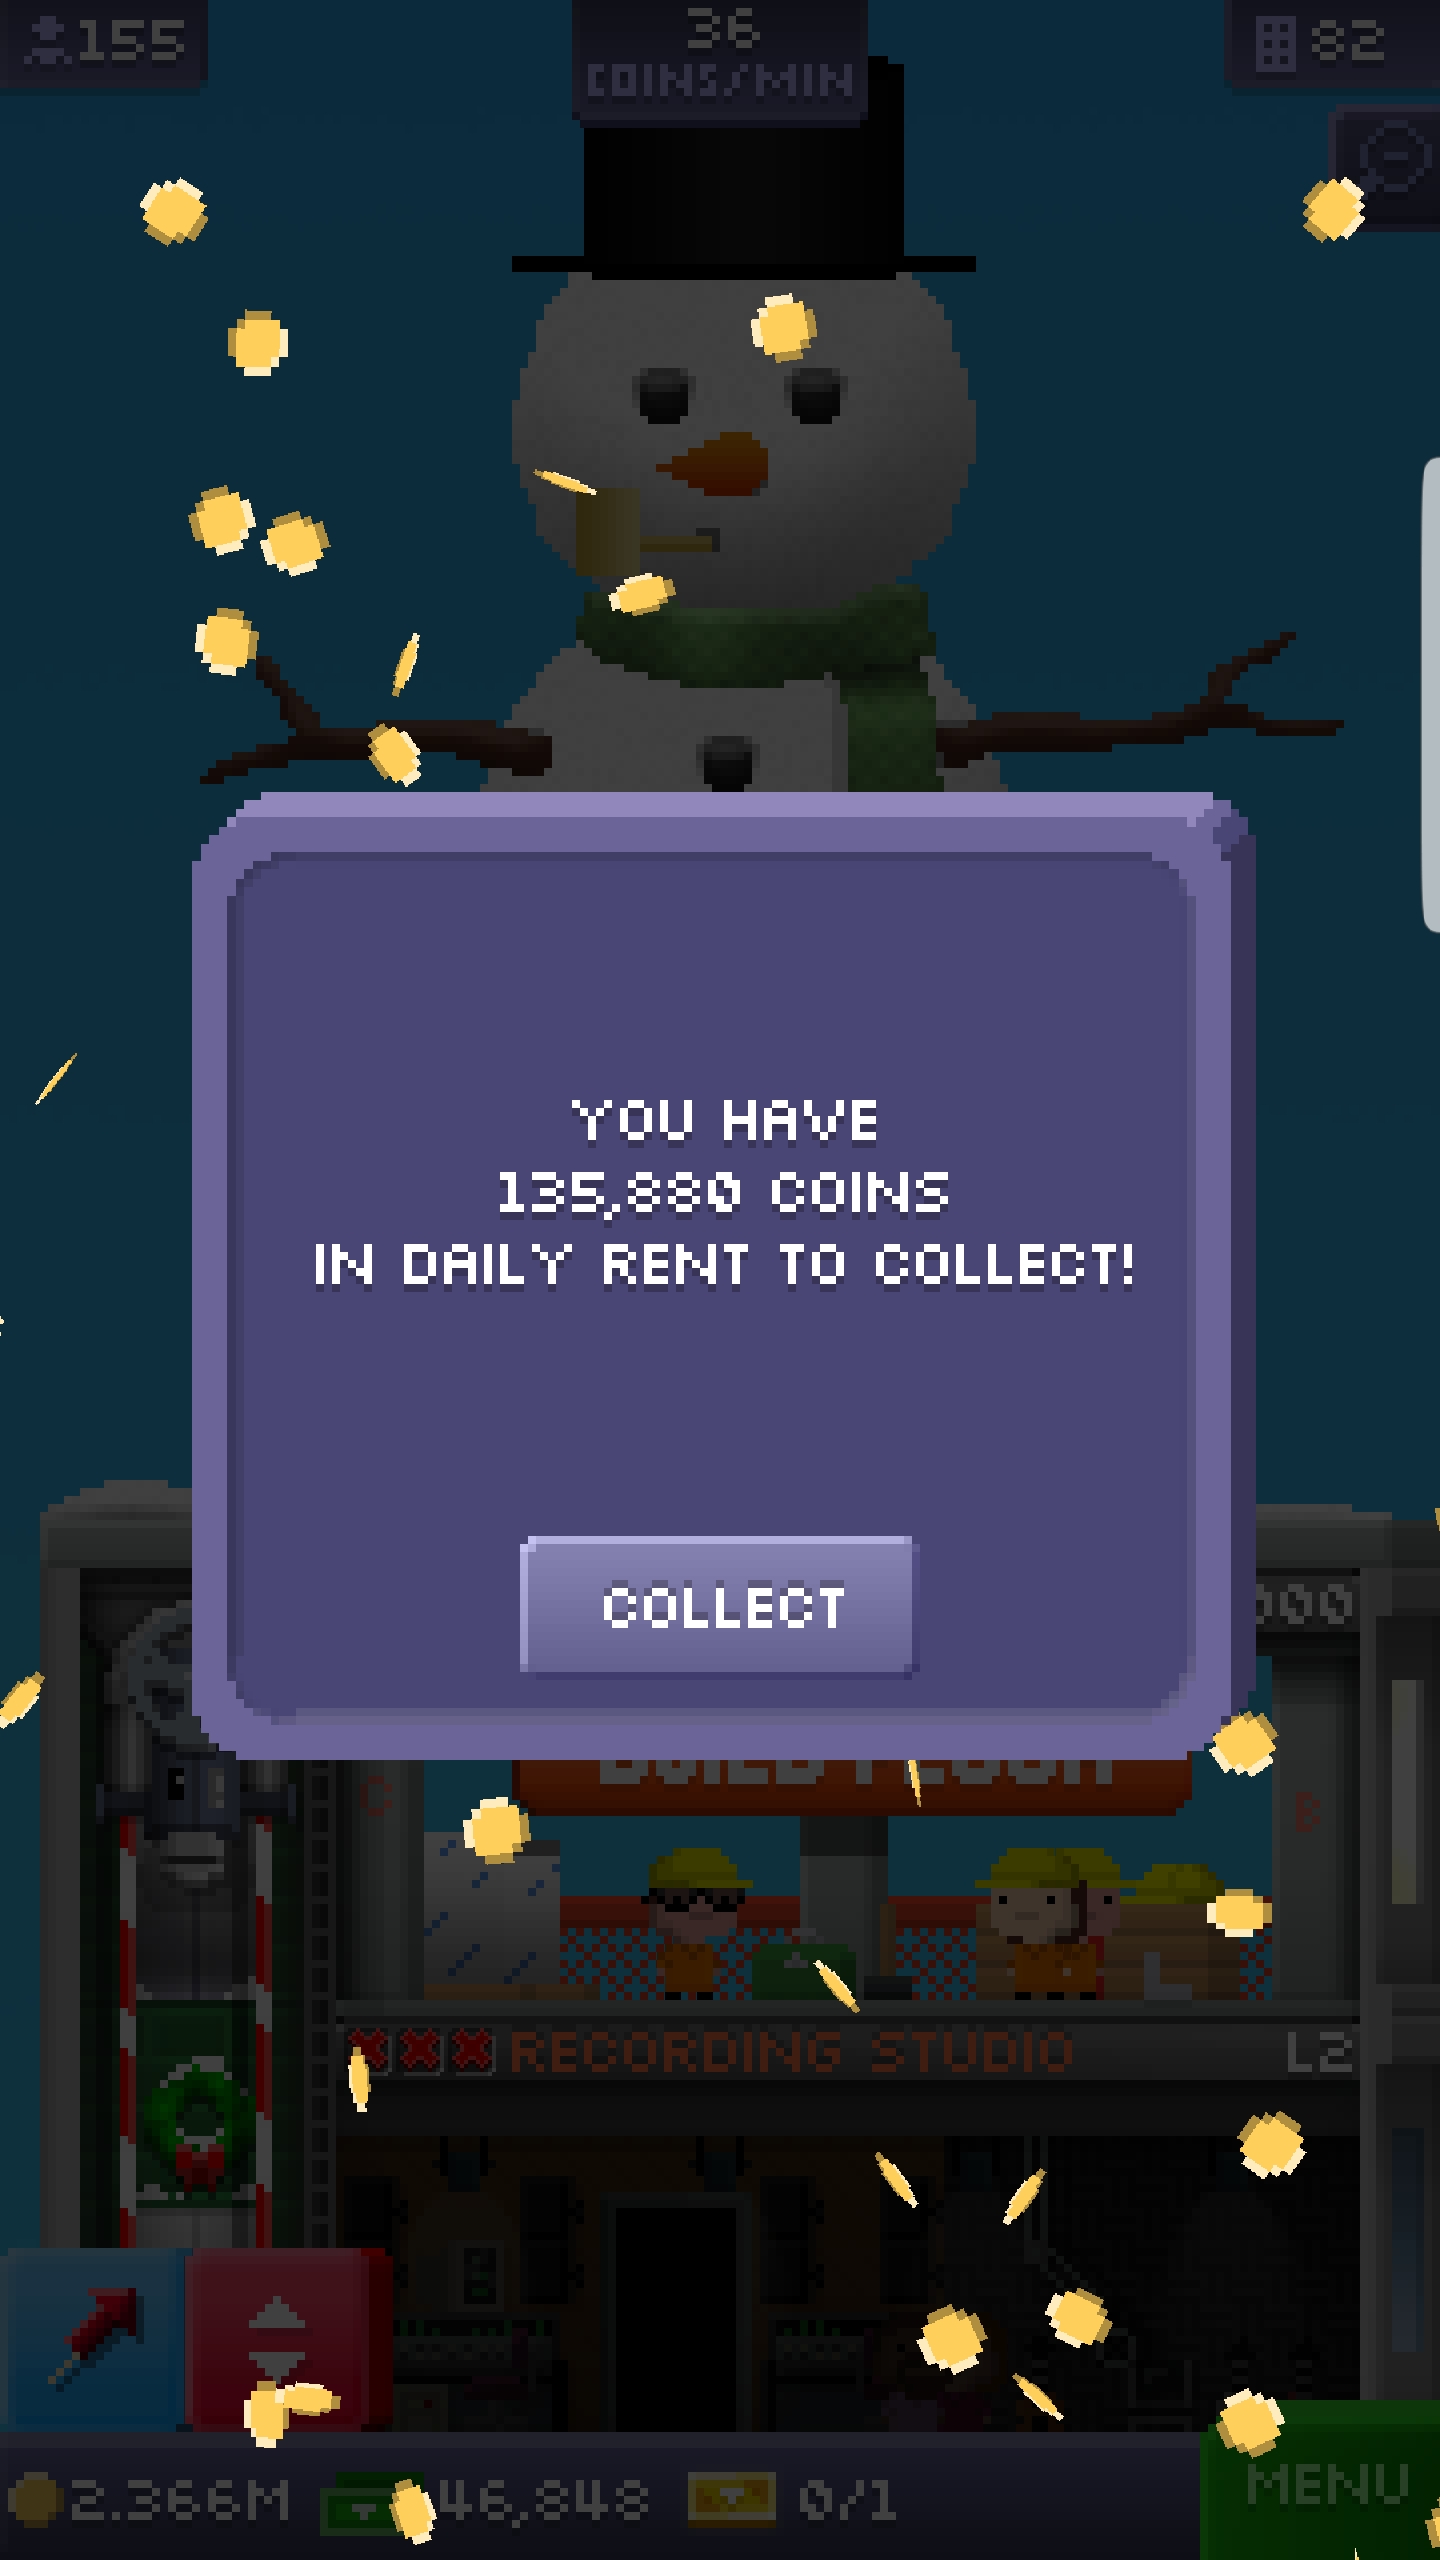 155
36
COINS/MIN
82
YOU HAVE
135,880 COINS
IN DAILY RENT TO COLLECT!
COLLECT
000
BUILD FLOOR
C
B
RECORDING STUDIO
L2
2.366M
46,848
0/1
MENU